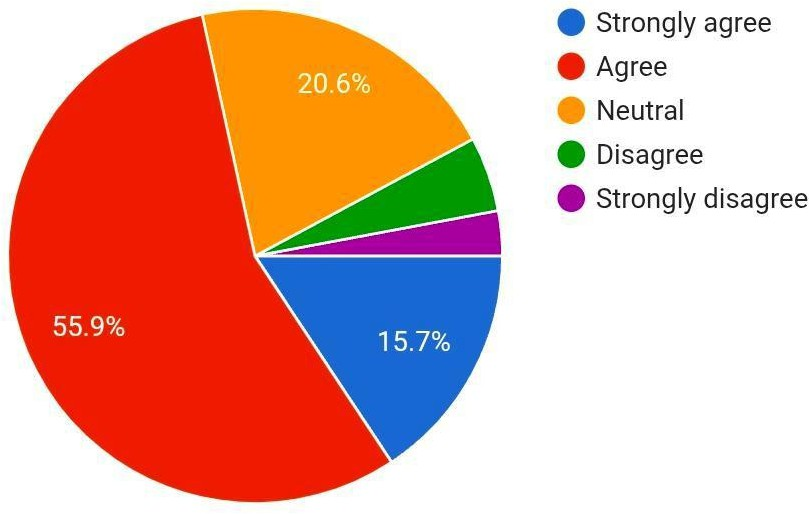 Strongly agree
Agree
Neutral
Disagree
Strongly disagree
20.6%
55.9%
15.7%